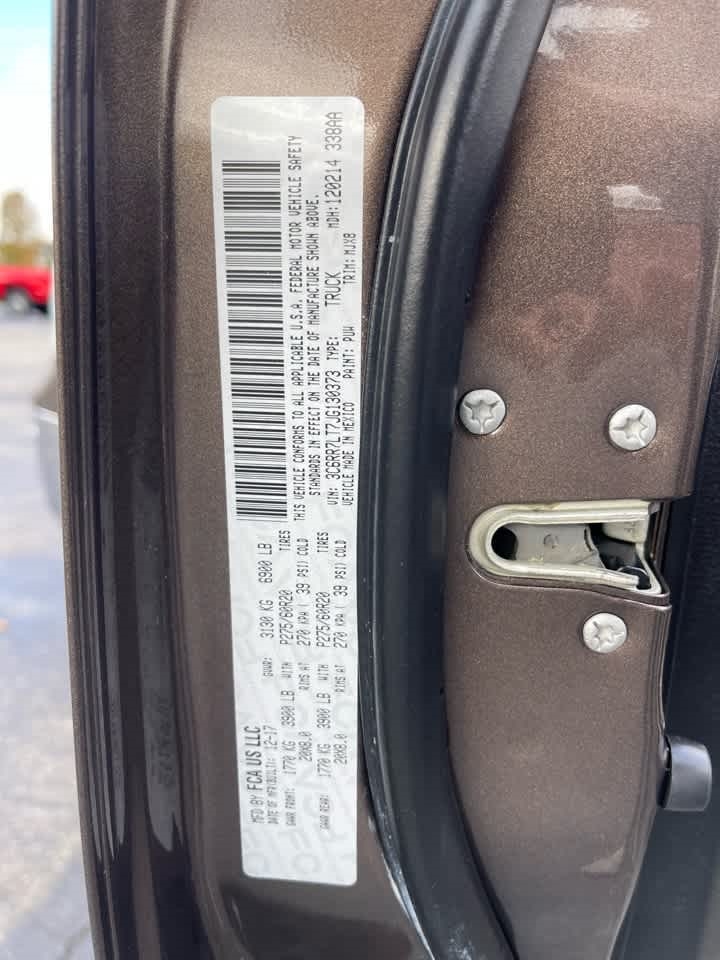 MFD BY FCA US LLC
DATE OF MFR(BUILT): 12-17 GVWR: 3130 KG 6900 LB
GAWR FRONT: 1770 KG 3900 LB WITH P275/60R20 TIRES
20X8.0 RIMS AT 270 KPA ( 39 PSI) COLD
GAWR REAR: 1770 KG 3900 LB WITH P275/60R20 TIRES
20X8.0 RIMS AT 270 KPA ( 39 PSI) COLD
THIS VEHICLE CONFORMS TO ALL APPLICABLE U.S.A. FEDERAL MOTOR VEHICLE SAFETY
STANDARDS IN EFFECT ON THE DATE OF MANUFACTURE SHOWN ABOVE.
VIN: 3C6RR7LT7JG130373 TYPE: TRUCK MDH:120214 338AA
VEHICLE MADE IN MEXICO PAINT: PUW TRIM: MJX8